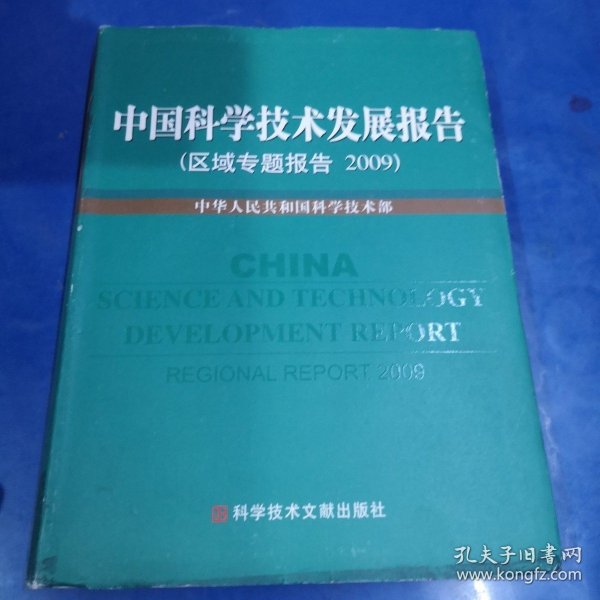 中国科学技术发展报告
(区域专题报告 2009)
中华人民共和国科学技术部
CHINA
SCIENCE AND TECHNOLOGY
DEVELOPMENT REPORT
REGIONAL REPORT 2009
科学技术文献出版社
孔夫子旧书网
www.kongfz.com